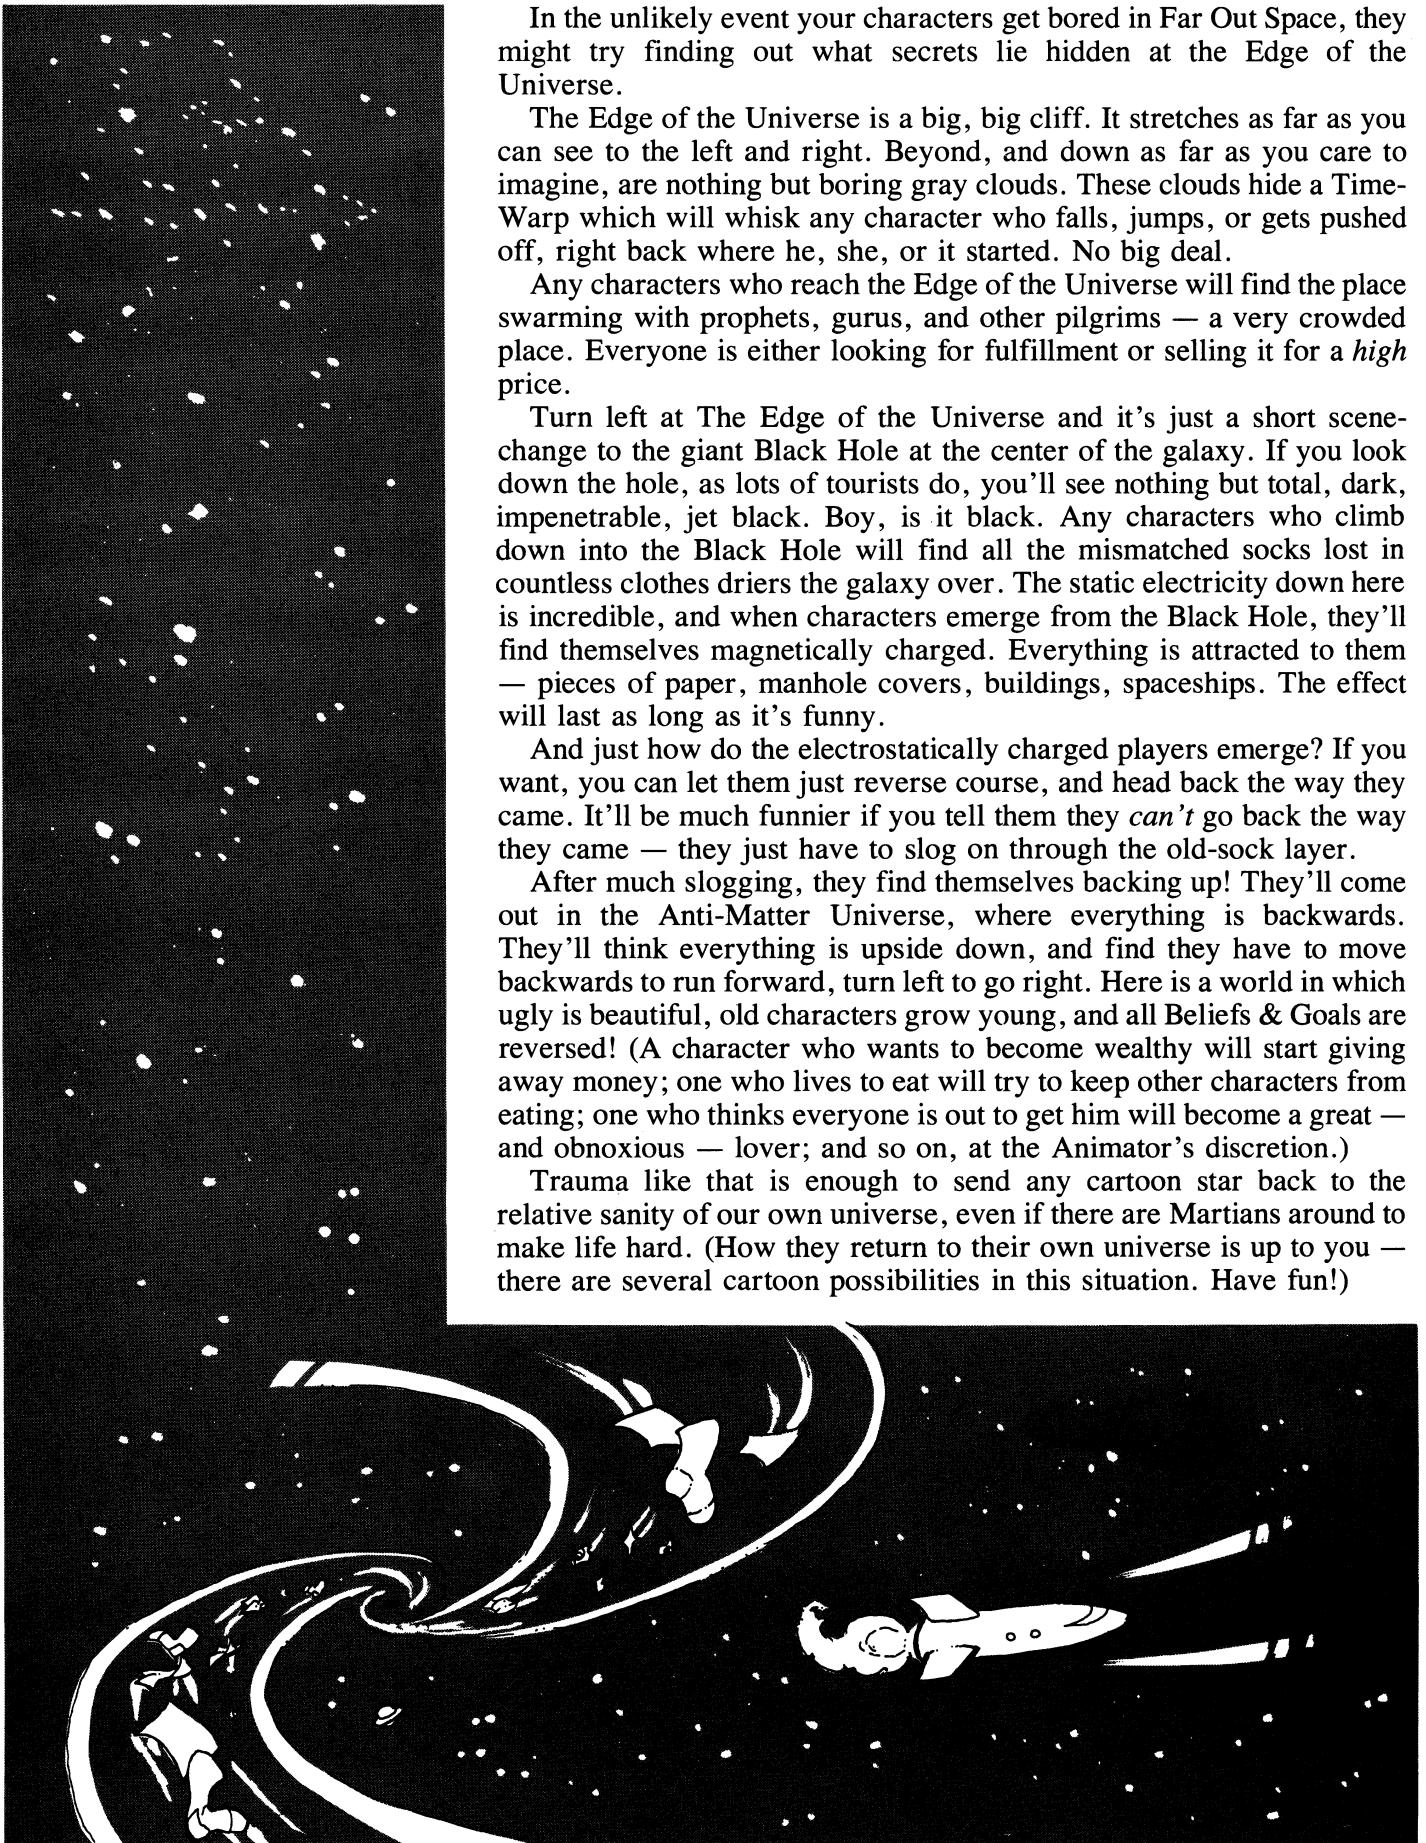 In the unlikely event your characters get bored in Far Out Space, they
might try finding out what secrets lie hidden at the Edge of the
Universe.
The Edge of the Universe is a big, big cliff. It stretches as far as you
can see to the left and right. Beyond, and down as far as you care to
imagine, are nothing but boring gray clouds. These clouds hide a Time-
Warp which will whisk any character who falls, jumps, or gets pushed
off, right back where he, she, or it started. No big deal.
Any characters who reach the Edge of the Universe will find the place
swarming with prophets, gurus, and other pilgrims — a very crowded
place. Everyone is either looking for fulfillment or selling it for a high
price.
Turn left at The Edge of the Universe and it's just a short scene-
change to the giant Black Hole at the center of the galaxy. If you look
down the hole, as lots of tourists do, you'll see nothing but total, dark,
impenetrable, jet black. Boy, is it black. Any characters who climb
down into the Black Hole will find all the mismatched socks lost in
countless clothes driers the galaxy over. The static electricity down here
is incredible, and when characters emerge from the Black Hole, they'll
find themselves magnetically charged. Everything is attracted to them
— pieces of paper, manhole covers, buildings, spaceships. The effect
will last as long as it's funny.
And just how do the electrostatically charged players emerge? If you
want, you can let them just reverse course, and head back the way they
came. It'll be much funnier if you tell them they can't go back the way
they came — they just have to slog on through the old-sock layer.
After much slogging, they find themselves backing up! They'll come
out in the Anti-Matter Universe, where everything is backwards.
They'll think everything is upside down, and find they have to move
backwards to run forward, turn left to go right. Here is a world in which
ugly is beautiful, old characters grow young, and all Beliefs & Goals are
reversed! (A character who wants to become wealthy will start giving
away money; one who lives to eat will try to keep other characters from
eating; one who thinks everyone is out to get him will become a great —
and obnoxious — lover; and so on, at the Animator's discretion.)
Trauma like that is enough to send any cartoon star back to the
relative sanity of our own universe, even if there are Martians around to
make life hard. (How they return to their own universe is up to you —
there are several cartoon possibilities in this situation. Have fun!)